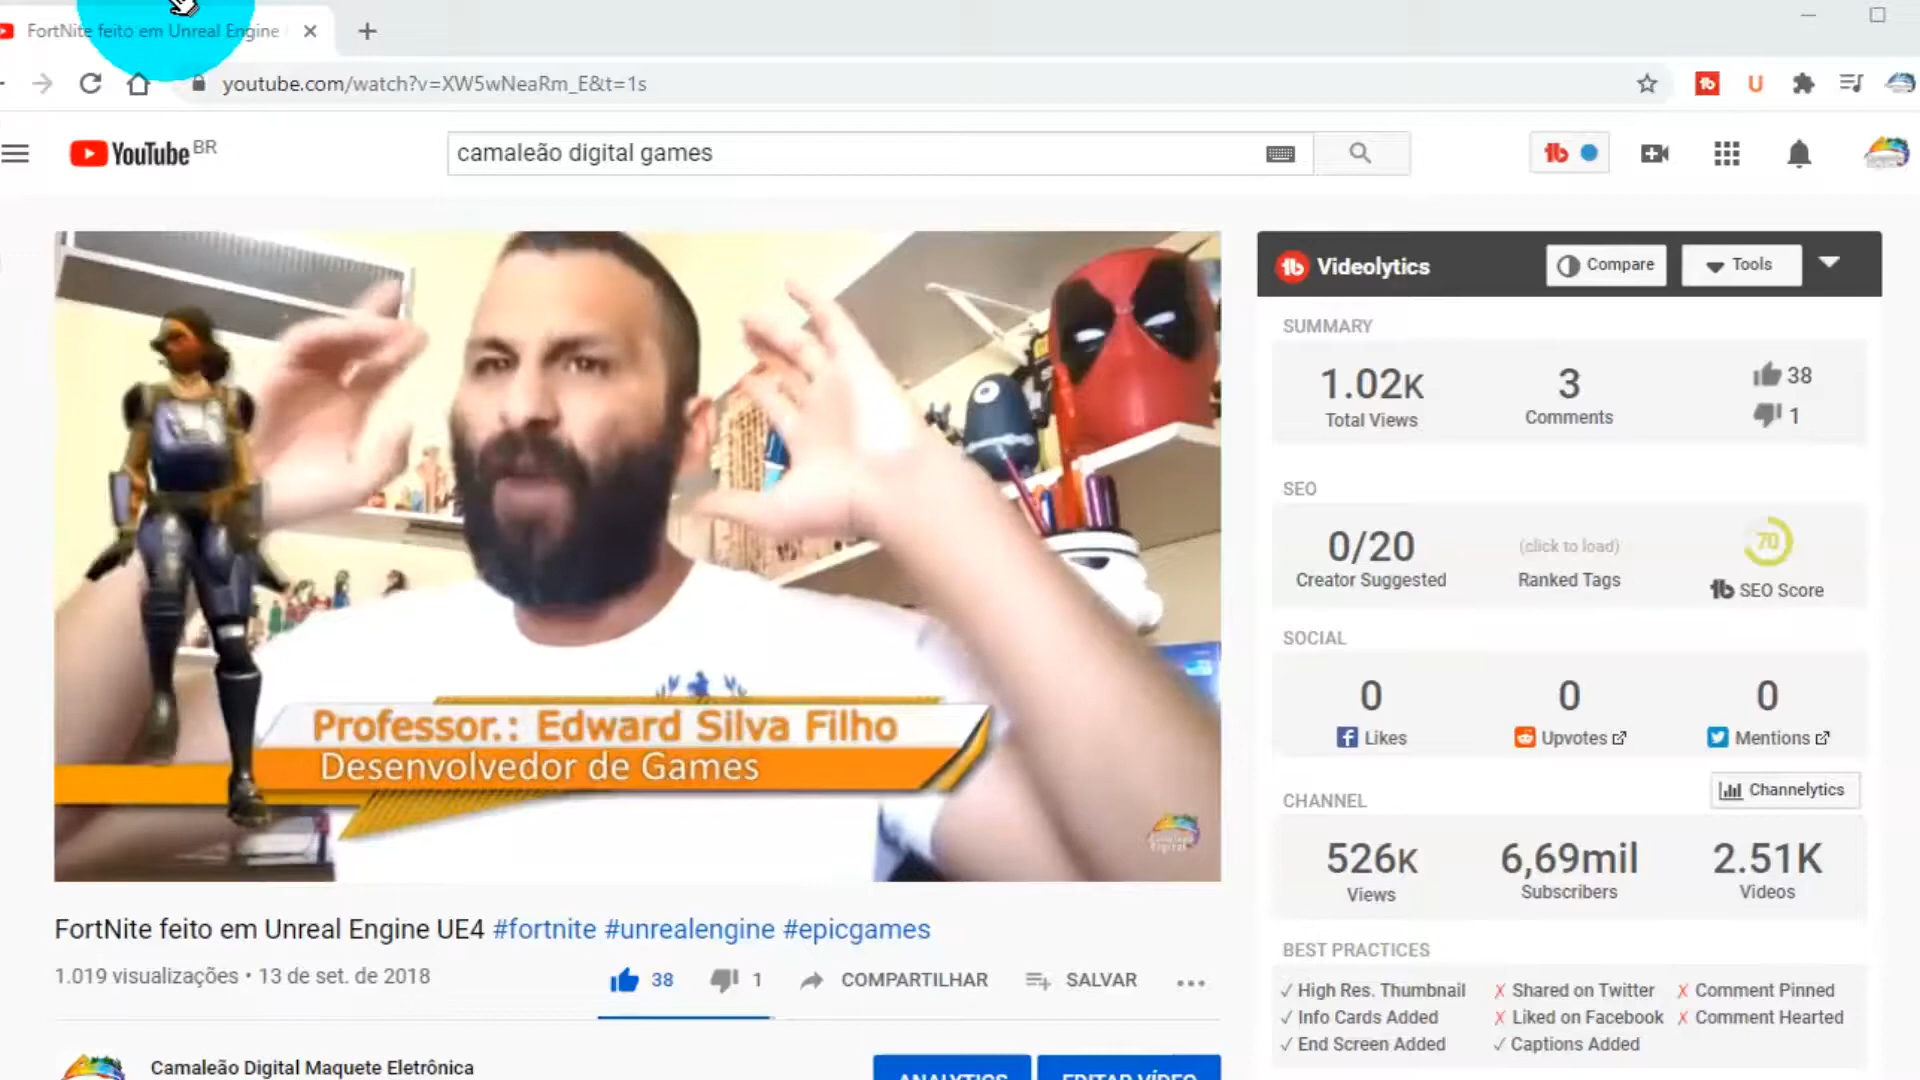 FortNite feito em Unreal Engine
youtube.com/watch?v=XW5wNeaRm_E&t=1s
YouTube BR
camaleão digital games
Videolytics
Compare
Tools
SUMMARY
1.02K
Total Views
3
Comments
38
1
SEO
0/20
Creator Suggested
(click to load)
Ranked Tags
70
SEO Score
SOCIAL
0
Likes
0
Upvotes
0
Mentions
CHANNEL
Channelytics
526K
Views
6,69mil
Subscribers
2.51K
Videos
BEST PRACTICES
High Res. Thumbnail
Shared on Twitter
Comment Pinned
Info Cards Added
Liked on Facebook
Comment Hearted
End Screen Added
Captions Added
Professor.: Edward Silva Filho
Desenvolvedor de Games
FortNite feito em Unreal Engine UE4 #fortnite #unrealengine #epicgames
1.019 visualizações • 13 de set. de 2018
38
1
COMPARTILHAR
SALVAR
Camaleão Digital Maquete Eletrônica
ANALYTICS
EDITAR VÍDEO